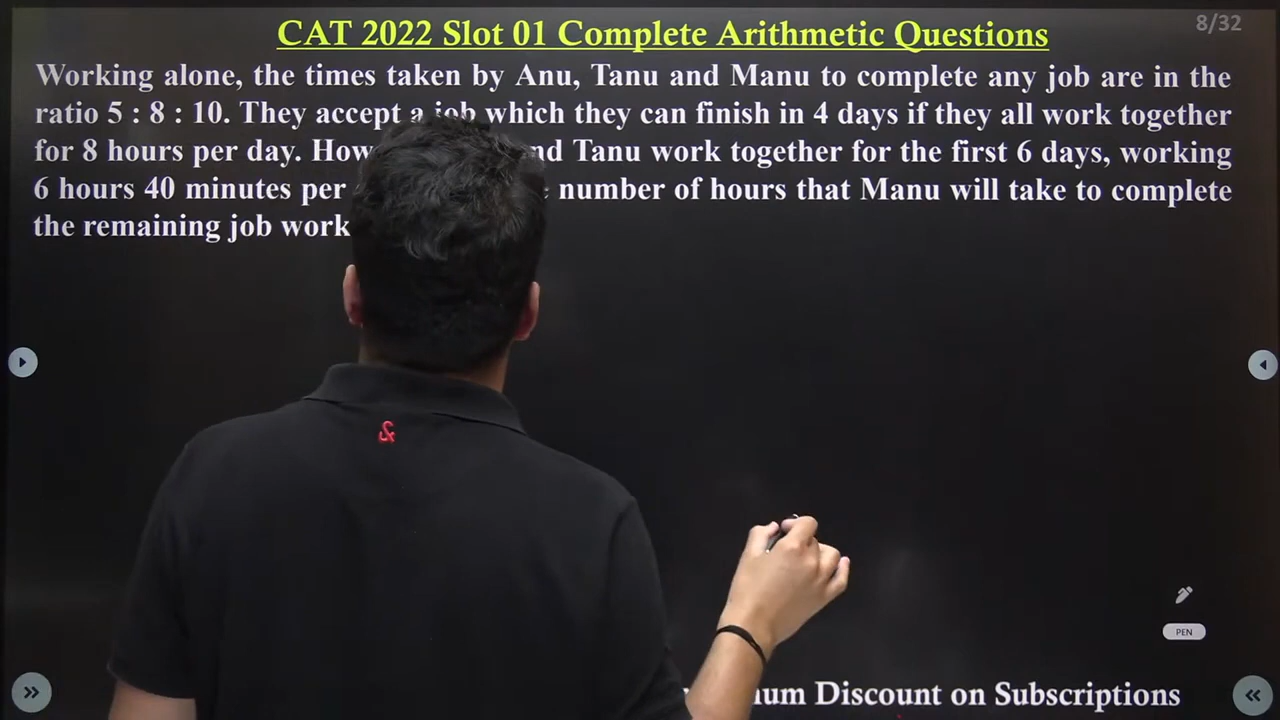 8/32
CAT 2022 Slot 01 Complete Arithmetic Questions
Working alone, the times taken by Anu, Tanu and Manu to complete any job are in the
ratio 5 : 8 : 10. They accept a job which they can finish in 4 days if they all work together
for 8 hours per day. How nd Tanu work together for the first 6 days, working
6 hours 40 minutes per number of hours that Manu will take to complete
the remaining job work
&
PEN
num Discount on Subscriptions